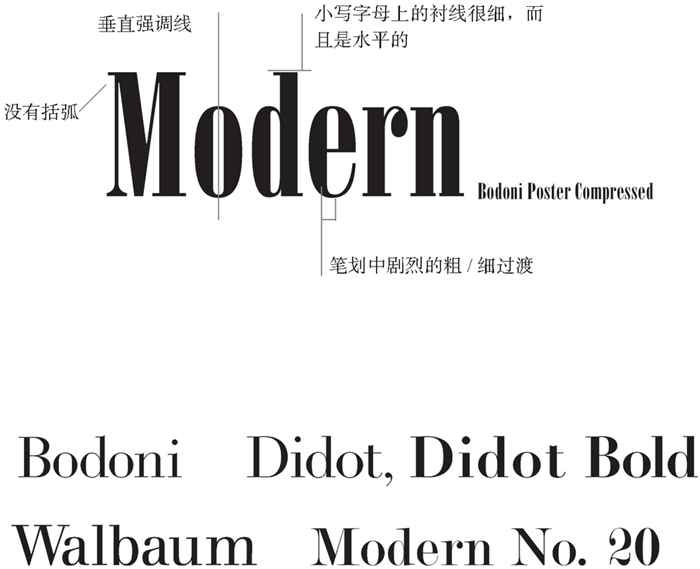 垂直强调线
小写字母上的衬线很细，而
且是水平的
没有括弧
Modern
Bodoni Poster Compressed
笔划中剧烈的粗 / 细过渡
Bodoni
Didot, Didot Bold
Walbaum
Modern No. 20